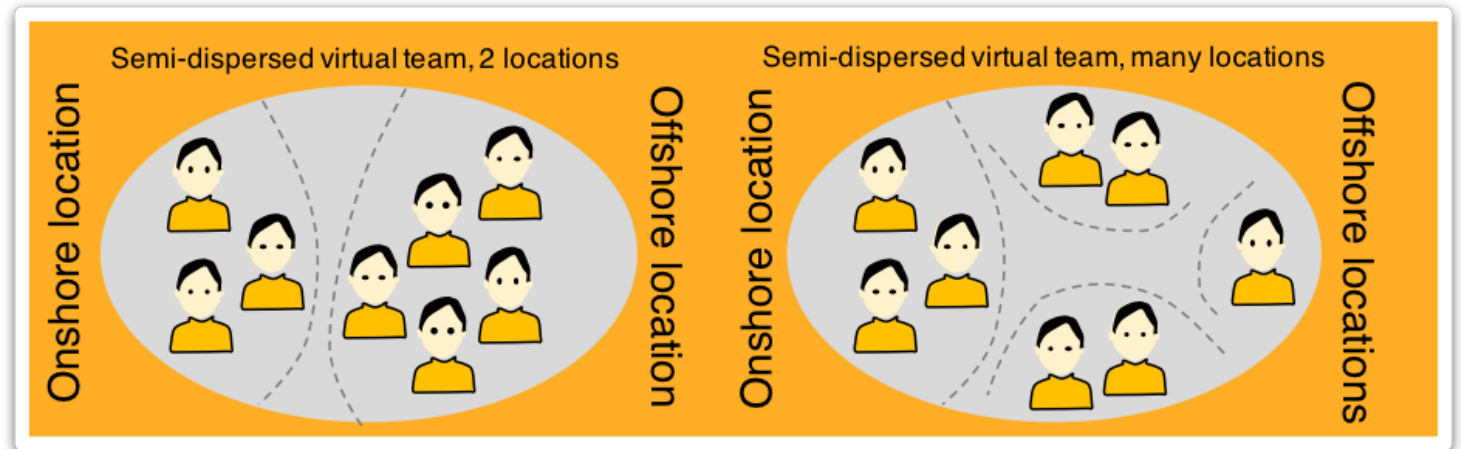 Semi-dispersed virtual team, 2 locations
Onshore location
Offshore location
Semi-dispersed virtual team, many locations
Onshore location
Offshore locations